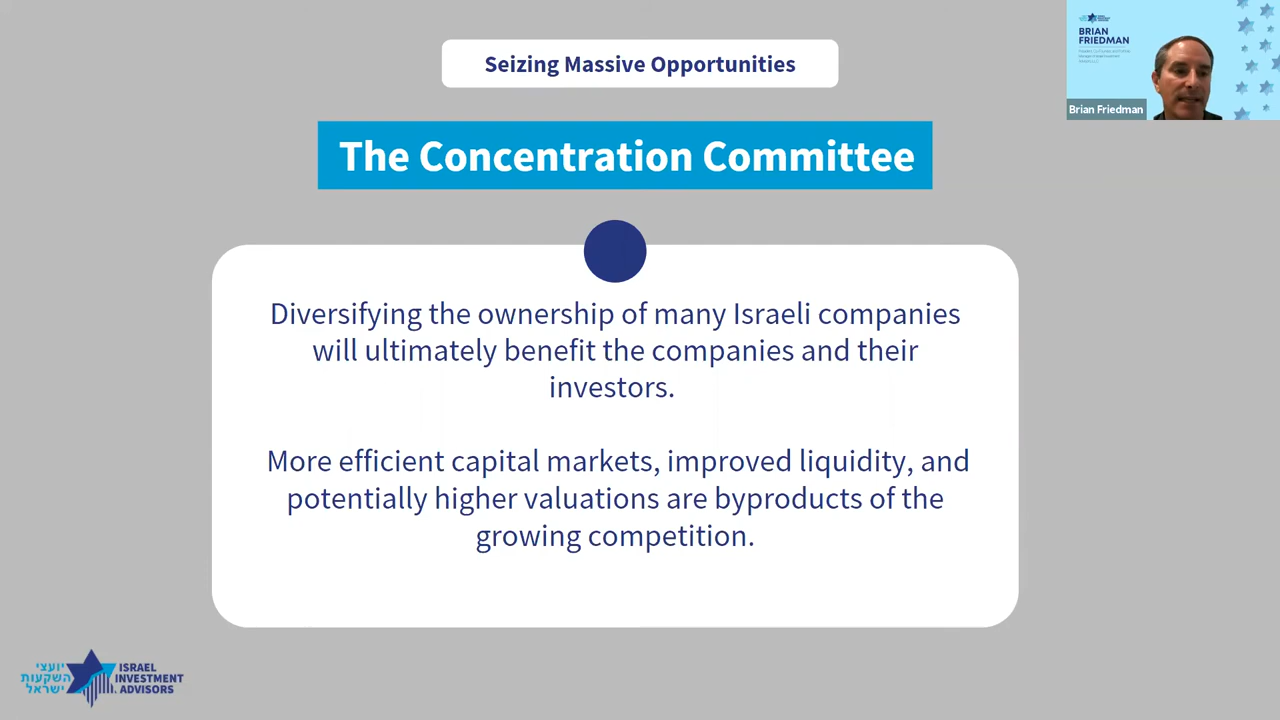 Seizing Massive Opportunities
The Concentration Committee
Diversifying the ownership of many Israeli companies
will ultimately benefit the companies and their
investors.
More efficient capital markets, improved liquidity, and
potentially higher valuations are byproducts of the
growing competition.
BRIAN
FRIEDMAN
Brian Friedman
יועצי
השקעות
ישראל
ISRAEL
INVESTMENT
ADVISORS